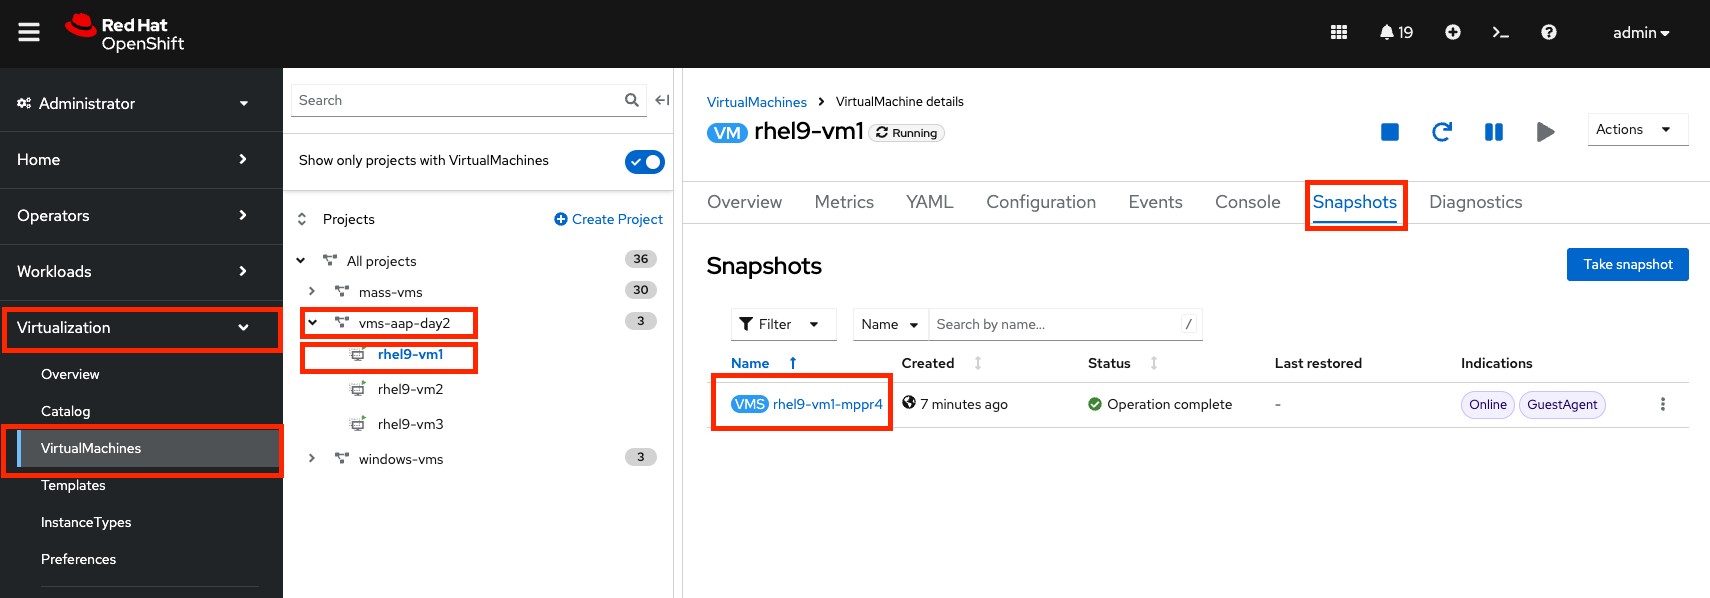 Red Hat
OpenShift
19
admin
Administrator
Home
Operators
Workloads
Virtualization
Overview
Catalog
VirtualMachines
Templates
InstanceTypes
Preferences
Search
Show only projects with VirtualMachines
Projects
Create Project
All projects 36
mass-vms 30
vms-aap-day2 3
rhel9-vm1
rhel9-vm2
rhel9-vm3
windows-vms 3
VirtualMachines > VirtualMachine details
VM rhel9-vm1 Running
Actions
Overview Metrics YAML Configuration Events Console Snapshots Diagnostics
Snapshots
Take snapshot
Filter Name Search by name... /
Name Created Status Last restored Indications
VMS rhel9-vm1-mppr4 7 minutes ago Operation complete - Online GuestAgent